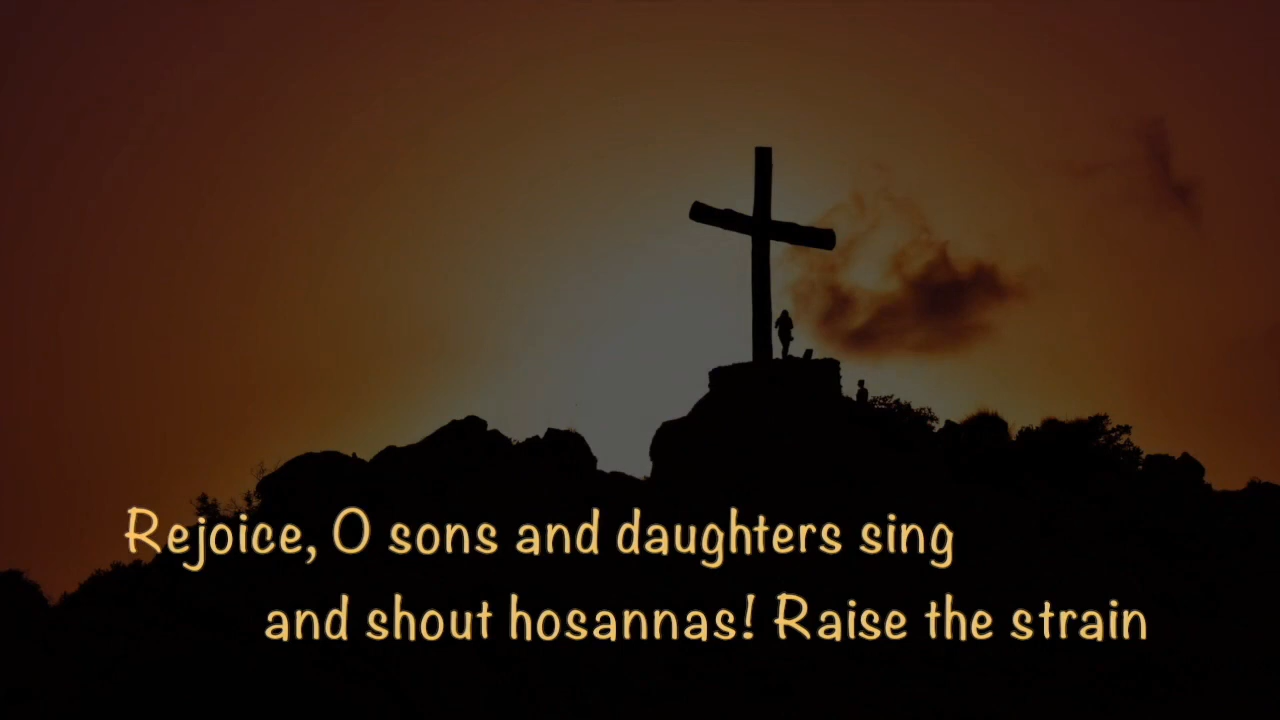 Rejoice, O sons and daughters sing
and shout hosannas! Raise the strain